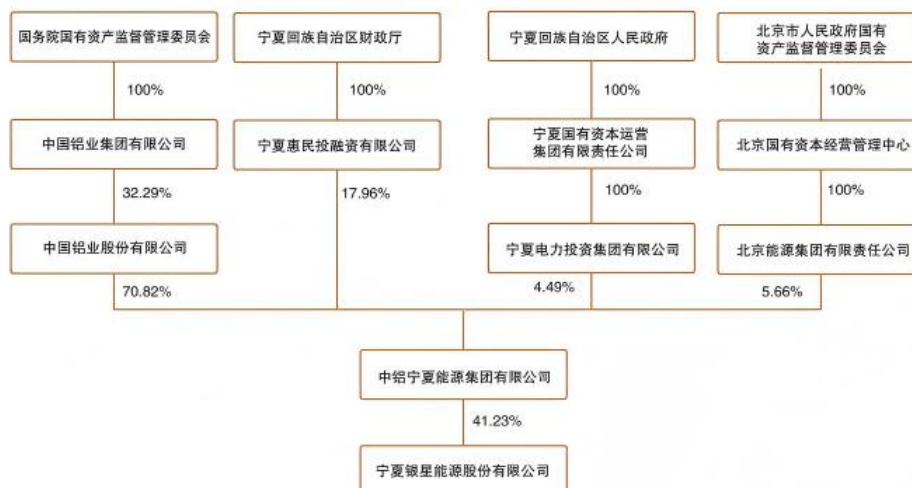 国务院国有资产监督管理委员会
宁夏回族自治区财政厅
宁夏回族自治区人民政府
北京市人民政府国有
资产监督管理委员会
100%
100%
100%
100%
中国铝业集团有限公司
宁夏惠民投融资有限公司
宁夏国有资本运营
集团有限责任公司
北京国有资本经营管理中心
32.29%
17.96%
100%
100%
中国铝业股份有限公司
宁夏电力投资集团有限公司
北京能源集团有限责任公司
70.82%
4.49%
5.66%
中铝宁夏能源集团有限公司
41.23%
宁夏银星能源股份有限公司